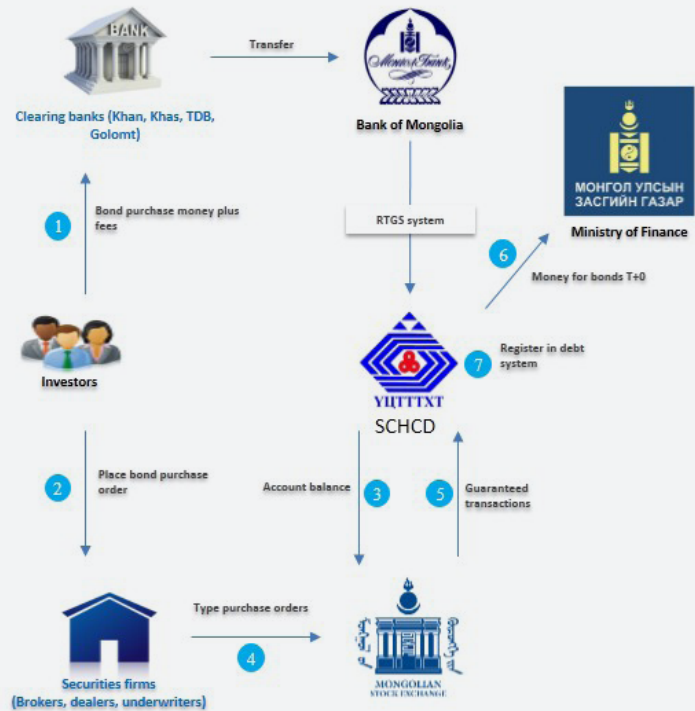 BANK
Transfer
Clearing banks (Khan, Khas, TDB,
Golomt)
Bank of Mongolia
МОНГОЛ УЛСЫН
ЗАСГИЙН ГАЗАР
Ministry of Finance
1
Bond purchase money plus
fees
RTGS system
6
Money for bonds T+0
Investors
7
Register in debt
system
УЦТТТХТ
SCHCD
2
Place bond purchase
order
Account balance
3
5
Guaranteed
transactions
Type purchase orders
4
Securities firms
(Brokers, dealers, underwriters)
MONGOLIAN
STOCK EXCHANGE